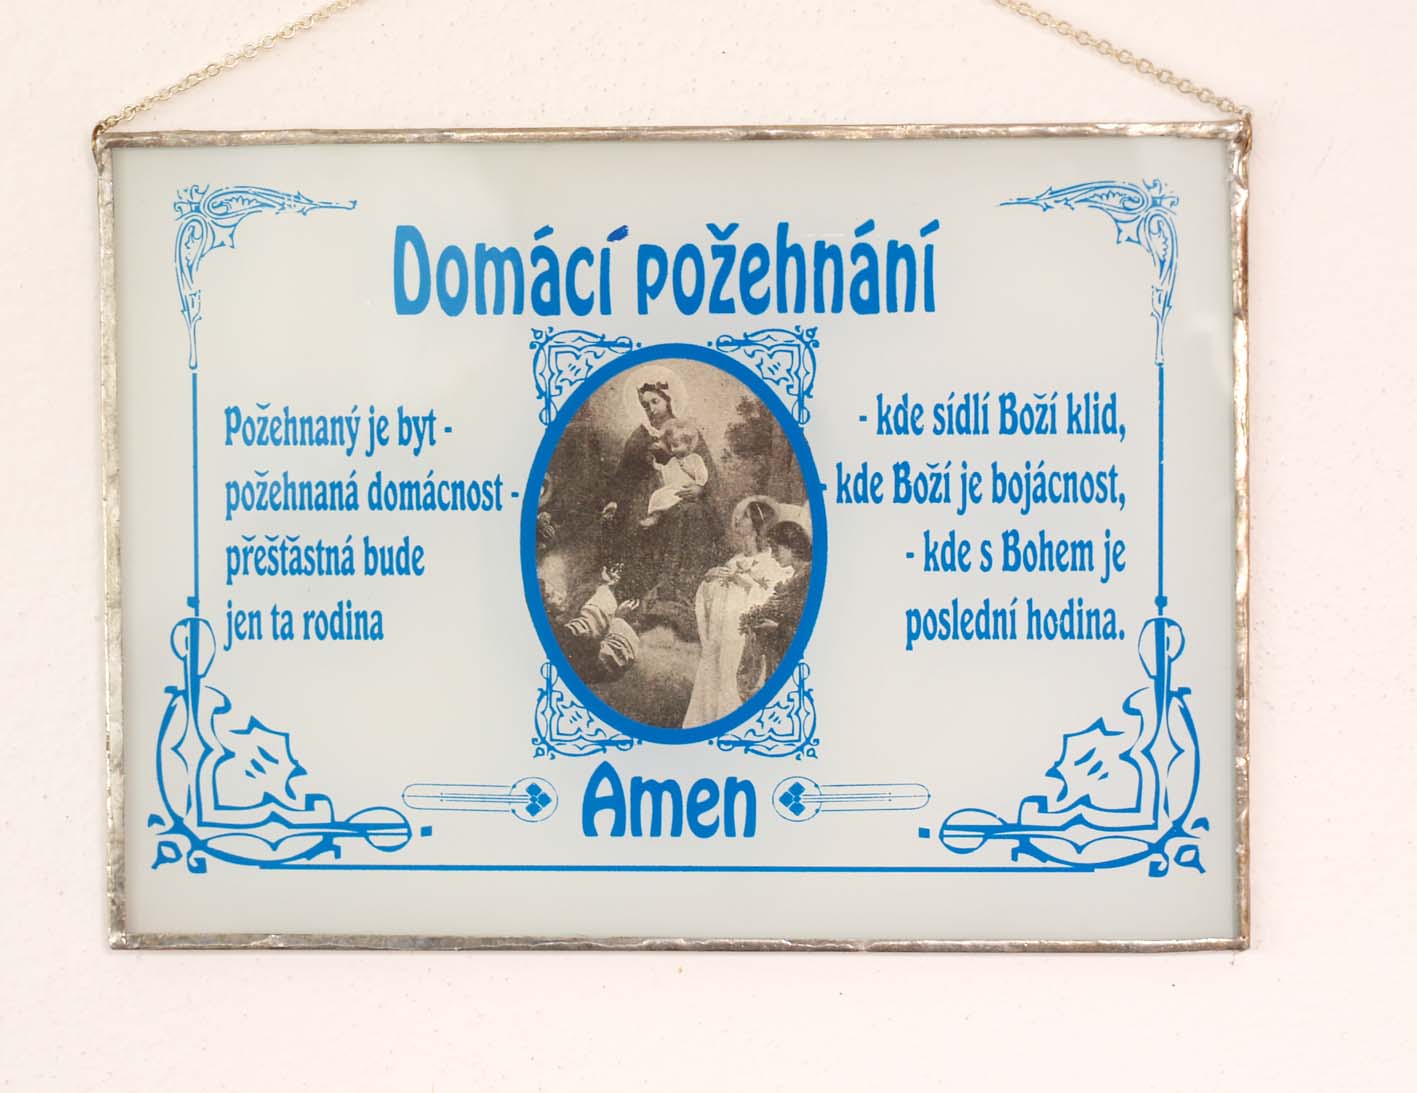 Domácí požehnání
Požehnaný je byt -
- kde sídlí Boží klid,
požehnaná domácnost -
- kde Boží je bojácnost,
přešťastná bude
jen ta rodina
- kde s Bohem je
poslední hodina.
Amen